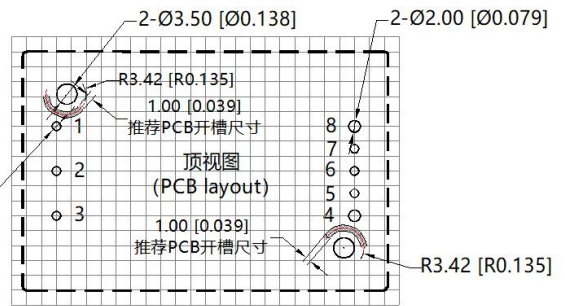 2-Ø3.50 [Ø0.138]
2-Ø2.00 [Ø0.079]
R3.42 [R0.135]
1.00 [0.039]
推荐PCB开槽尺寸
1
8
7
顶视图
2
6
(PCB layout)
5
3
4
1.00 [0.039]
推荐PCB开槽尺寸
R3.42 [R0.135]